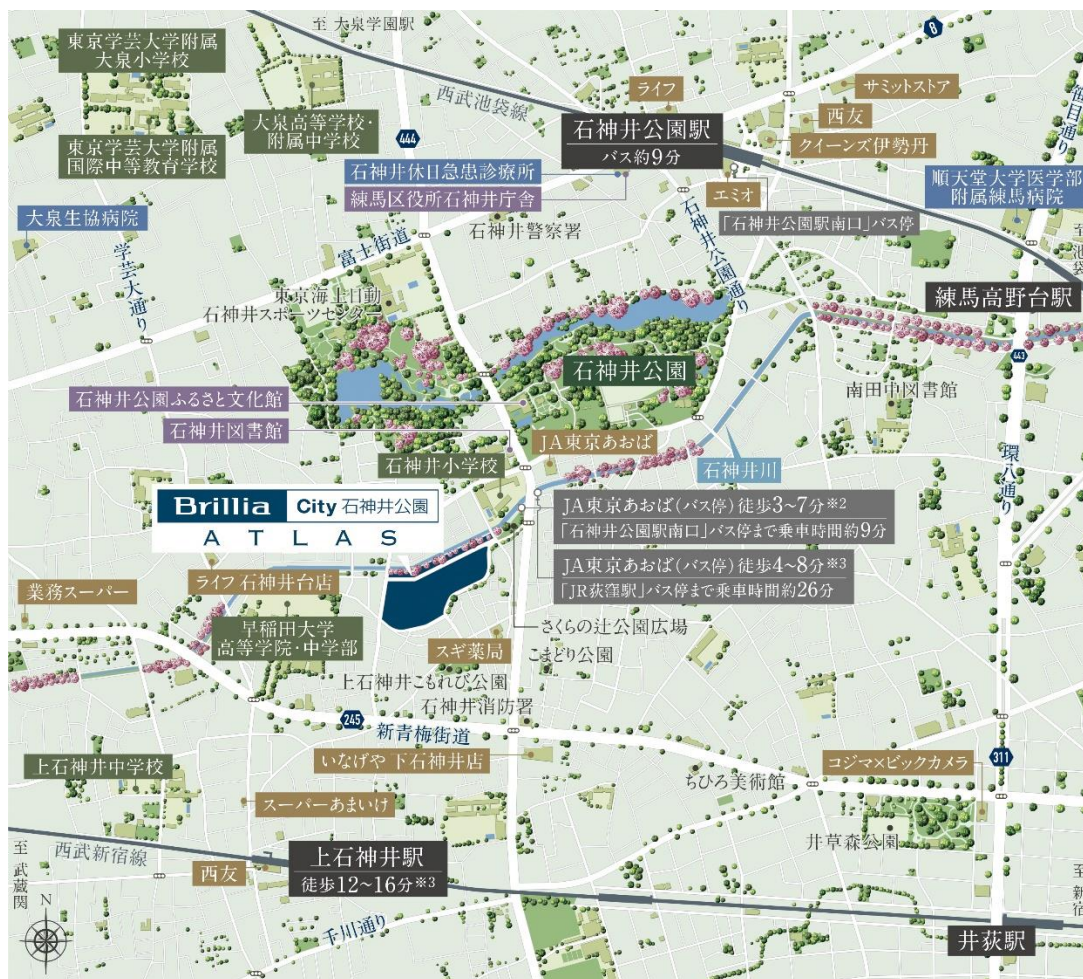 至 大泉学園駅
東京学芸大学附属
大泉小学校
8
ライフ
サミットストア
西武池袋線
笹目通り
大泉高等学校・
附属中学校
444
石神井公園駅
バス約9分
西友
クイーンズ伊勢丹
東京学芸大学附属
国際中等教育学校
石神井休日急患診療所
練馬区役所石神井庁舎
エミオ
順天堂大学医学部
附属練馬病院
大泉生協病院
石神井警察署
「石神井公園駅南口」バス停
至 池袋
学芸大通り
富士街道
石神井公園通り
東京海上日動
石神井スポーツセンター
練馬高野台駅
石神井公園
443
石神井公園ふるさと文化館
南田中図書館
石神井図書館
JA東京あおば
石神井小学校
石神井川
環八通り
Brillia City 石神井公園
ATLAS
JA東京あおば(バス停) 徒歩3~7分※2
「石神井公園駅南口」バス停まで乗車時間約9分
JA東京あおば(バス停) 徒歩4~8分※3
「JR荻窪駅」バス停まで乗車時間約26分
ライフ 石神井台店
業務スーパー
早稲田大学
高等学院・中学部
さくらの辻公園広場
スギ薬局
こまどり公園
上石神井こもれび公園
石神井消防署
245
新青梅街道
いなげや 下石神井店
311
上石神井中学校
コジマ×ビックカメラ
ちひろ美術館
スーパーあまいけ
井草森公園
西武新宿線
至 武蔵関
上石神井駅
徒歩12~16分※3
西友
至 新宿
N
千川通り
井荻駅